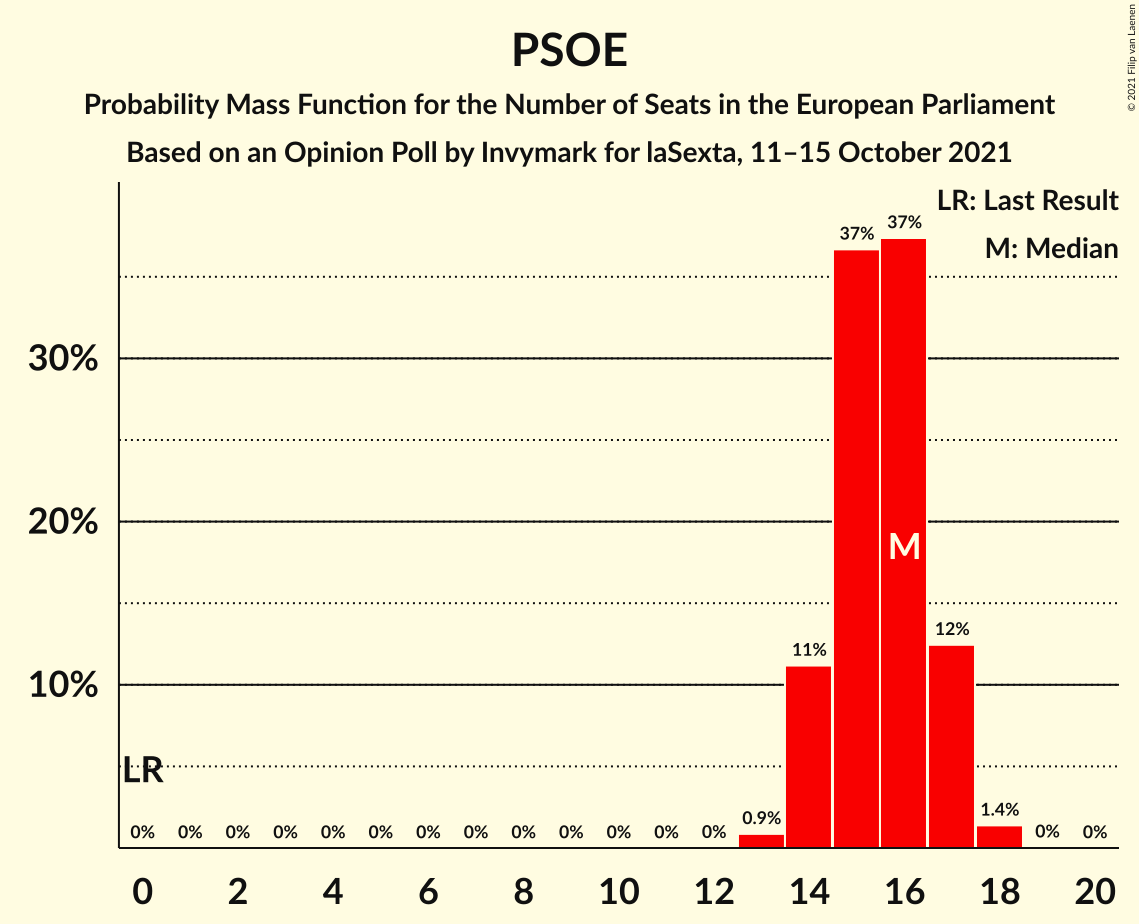 PSOE
Probability Mass Function for the Number of Seats in the European Parliament
Based on an Opinion Poll by Invymark for laSexta, 11–15 October 2021
© 2021 Filip van Laenen
LR: Last Result
M: Median
37% 37%
30%
20%
M
12%
11%
10%
LR
0% 0% 0% 0% 0% 0% 0% 0% 0% 0% 0% 0% 0% 0.9% 1.4% 0% 0%
0 2 4 6 8 10 12 14 16 18 20